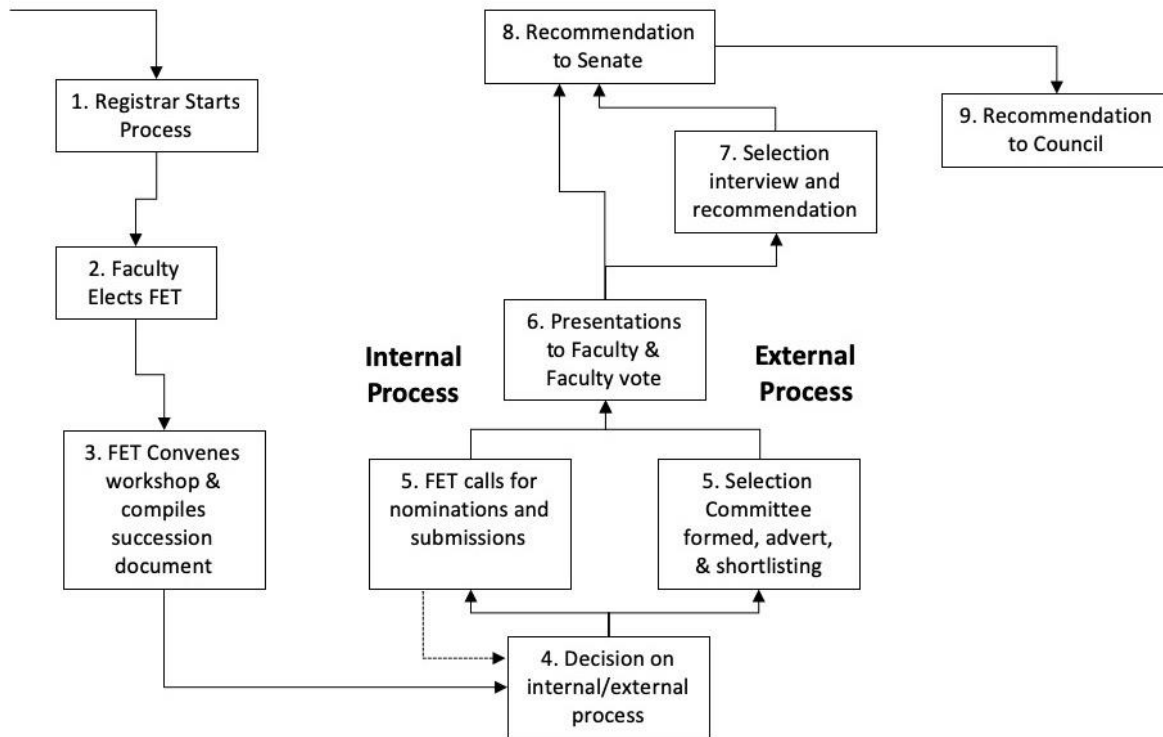 1. Registrar Starts
Process
2. Faculty
Elects FET
3. FET Convenes
workshop &
compiles
succession
document
4. Decision on
internal/external
process
Internal
Process
5. FET calls for
nominations and
submissions
External
Process
5. Selection
Committee
formed, advert,
& shortlisting
6. Presentations
to Faculty &
Faculty vote
7. Selection
interview and
recommendation
8. Recommendation
to Senate
9. Recommendation
to Council